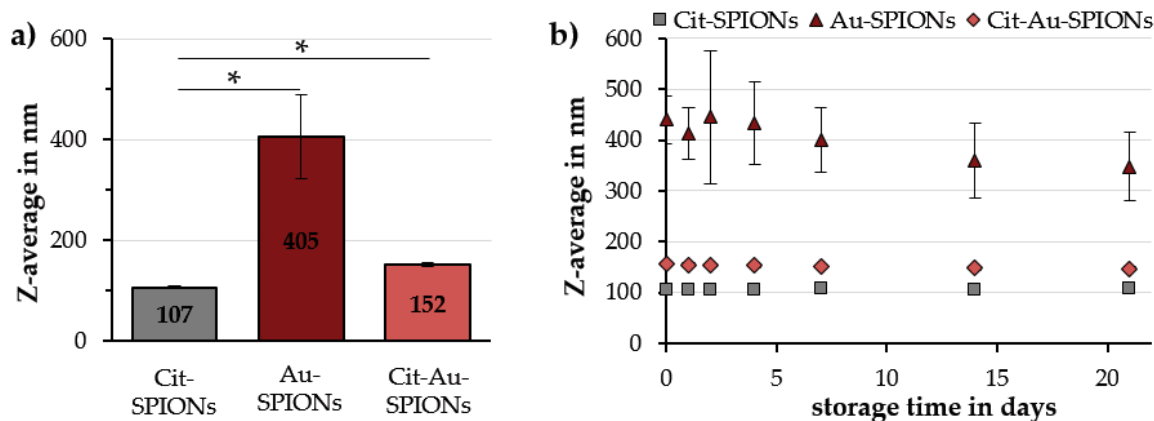 a)
600
400
200
0
Z-average in nm
*
*
107
405
152
Cit-
SPIONs
Au-
SPIONs
Cit-Au-
SPIONs
b)
Cit-SPIONs Au-SPIONs Cit-Au-SPIONs
600
500
400
300
200
100
0
Z-average in nm
0 5 10 15 20
storage time in days